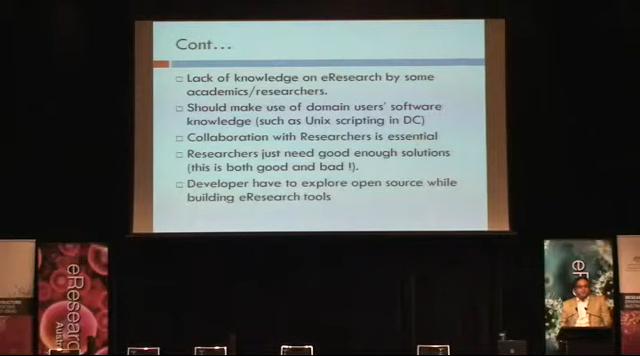 Cont...
Lack of knowledge on eResearch by some
academics/researchers.
Should make use of domain users' software
knowledge (such as Unix scripting in DC)
Collaboration with Researchers is essential
Researchers just need good enough solutions
(this is both good and bad !).
Developer have to explore open source while
building eResearch tools
eResearch